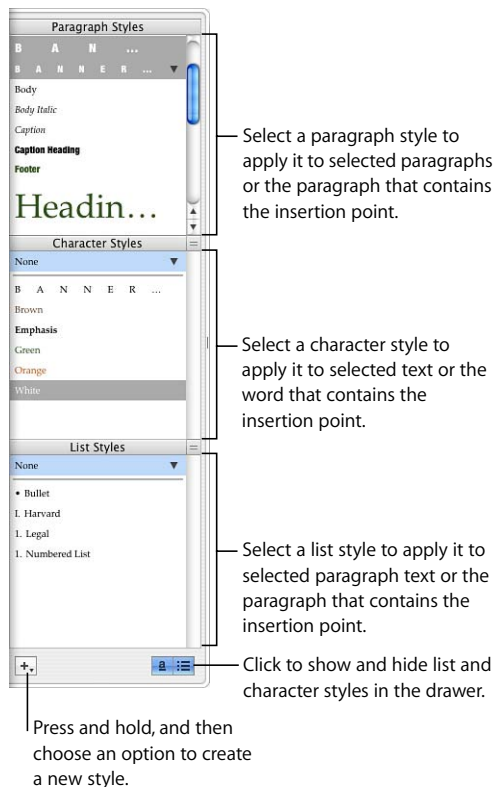 Paragraph Styles
B A N ...
B A N N E R ...
Body
Body Italic
Caption
Caption Heading
Footer
Headin...
Select a paragraph style to
apply it to selected paragraphs
or the paragraph that contains
the insertion point.
Character Styles
None
B A N N E R ...
Brown
Emphasis
Green
Orange
White
Select a character style to
apply it to selected text or the
word that contains the
insertion point.
List Styles
None
• Bullet
I. Harvard
1. Legal
1. Numbered List
Select a list style to apply it to
selected paragraph text or the
paragraph that contains the
insertion point.
a
Click to show and hide list and
character styles in the drawer.
Press and hold, and then
choose an option to create
a new style.